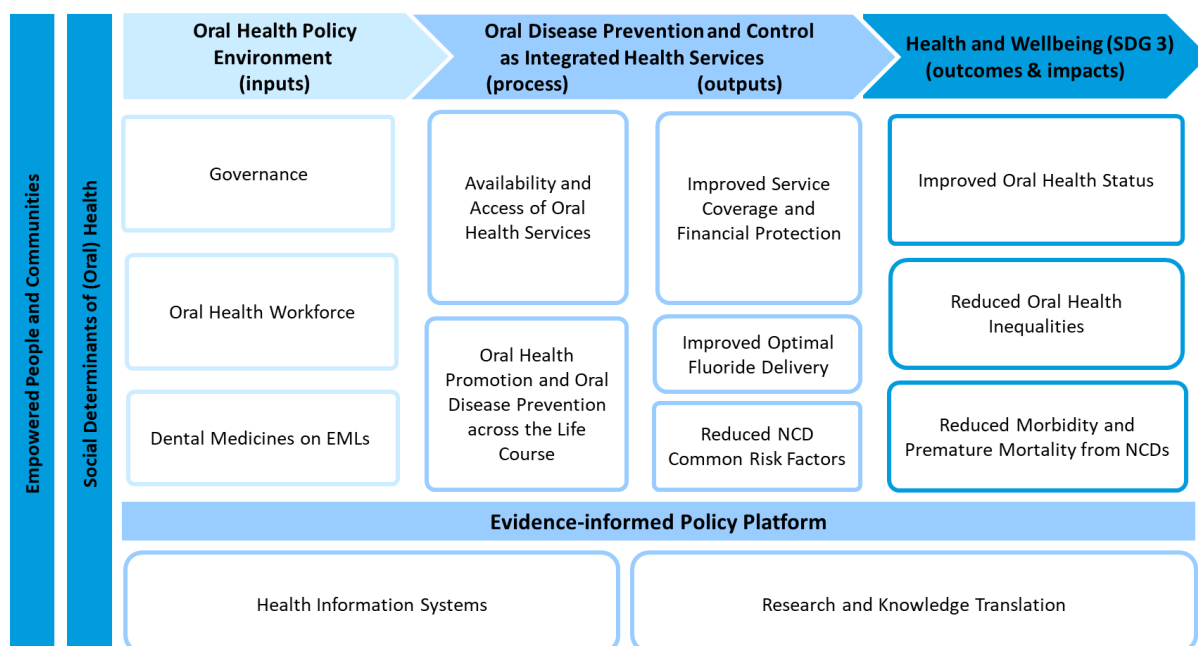 Empowered People and Communities
Social Determinants of (Oral) Health
Oral Health Policy
Environment
(inputs)
Oral Disease Prevention and Control
as Integrated Health Services
(process)
(outputs)
Health and Wellbeing (SDG 3)
(outcomes & impacts)
Governance
Oral Health Workforce
Dental Medicines on EMLs
Availability and
Access of Oral
Health Services
Oral Health
Promotion and Oral
Disease Prevention
across the Life
Course
Improved Service
Coverage and
Financial Protection
Improved Optimal
Fluoride Delivery
Reduced NCD
Common Risk Factors
Improved Oral Health Status
Reduced Oral Health
Inequalities
Reduced Morbidity and
Premature Mortality from NCDs
Evidence-informed Policy Platform
Health Information Systems
Research and Knowledge Translation